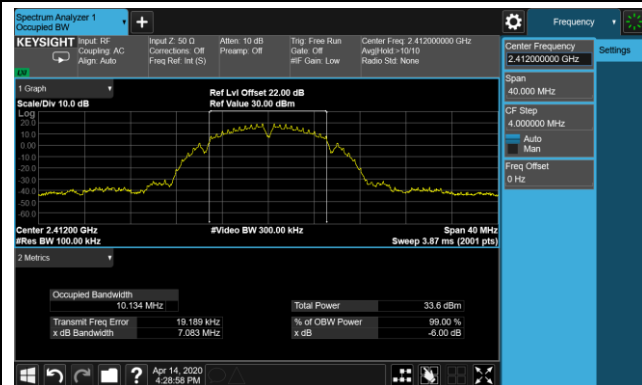 Spectrum Analyzer 1
Occupied BW
Frequency
KEYSIGHT
Input: RF
Coupling: AC
Align: Auto
Input Z: 50 Ω
Corrections: Off
Freq Ref: Int (S)
Atten: 10 dB
Preamp: Off
Trig: Free Run
Gate: Off
#IF Gain: Low
Center Freq: 2.412000000 GHz
Avg|Hold:>10/10
Radio Std: None
Center Frequency
2.412000000 GHz
Settings
Span
40.000 MHz
CF Step
4.000000 MHz
Auto
Man
Freq Offset
0 Hz
1 Graph
Scale/Div 10.0 dB
Ref Lvl Offset 22.00 dB
Ref Value 30.00 dBm
Log
20.0
10.0
0.00
-10.0
-20.0
-30.0
-40.0
-50.0
-60.0
Center 2.41200 GHz
#Res BW 100.00 kHz
#Video BW 300.00 kHz
Span 40 MHz
Sweep 3.87 ms (2001 pts)
2 Metrics
Occupied Bandwidth
10.134 MHz
Total Power 33.6 dBm
Transmit Freq Error 19.189 kHz
% of OBW Power 99.00 %
x dB Bandwidth 7.083 MHz
x dB -6.00 dB
?
Apr 14, 2020
4:28:58 PM